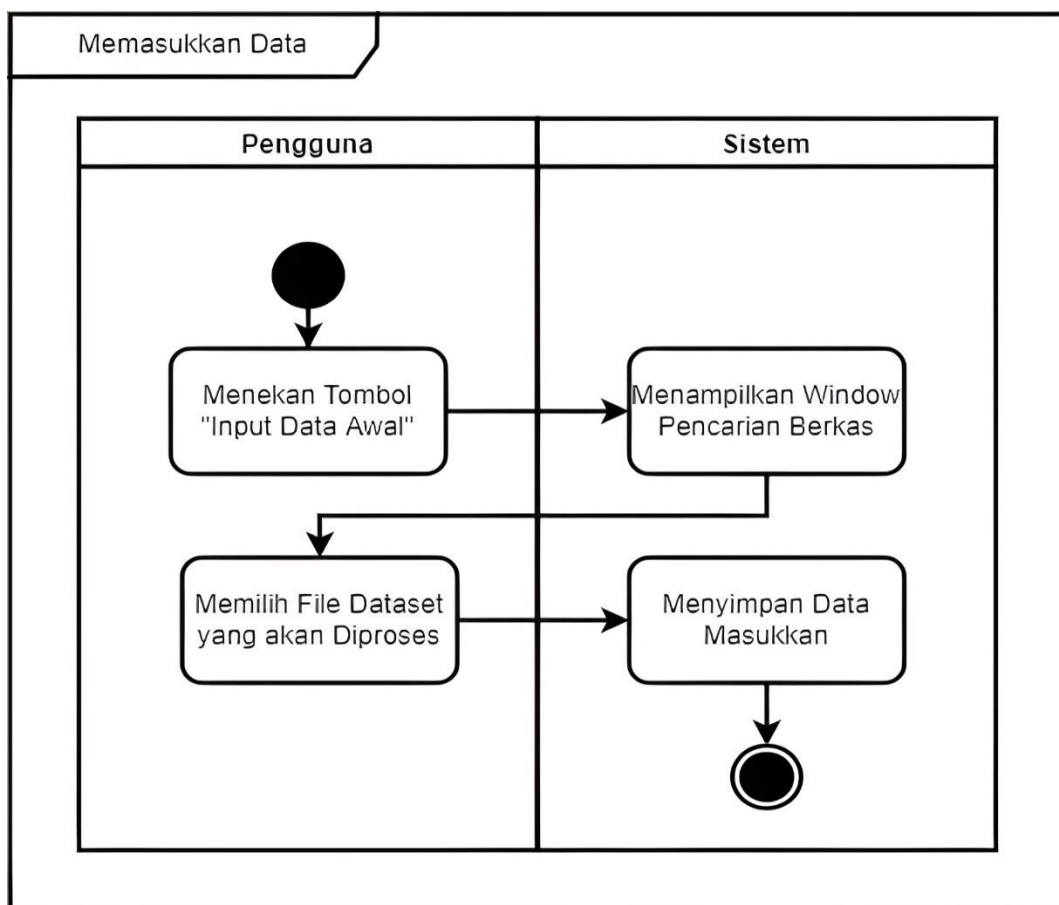 Memasukkan Data
Pengguna
Sistem
Menekan Tombol
"Input Data Awal"
Menampilkan Window
Pencarian Berkas
Memilih File Dataset
yang akan Diproses
Menyimpan Data
Masukkan